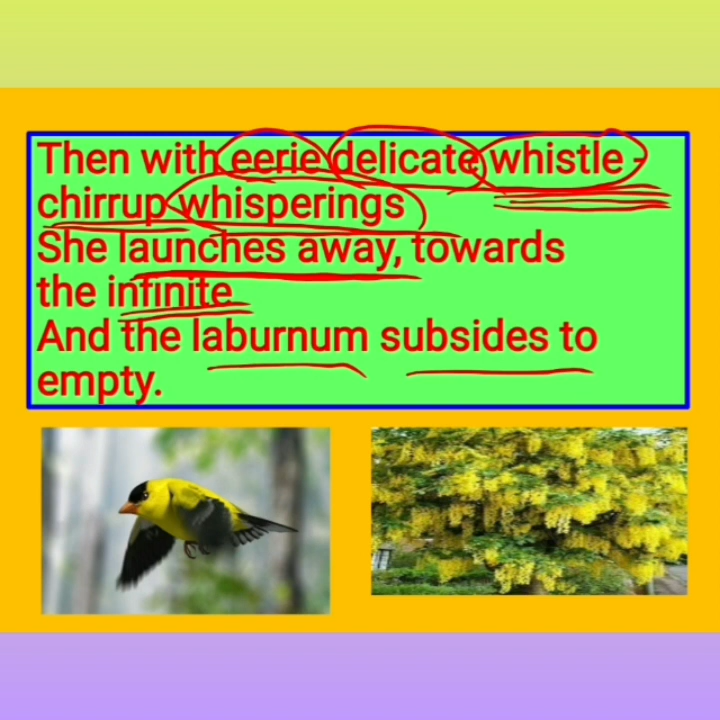 Then with eerie delicate whistle -
chirrup whisperings
She launches away, towards
the infinite
And the laburnum subsides to
empty.